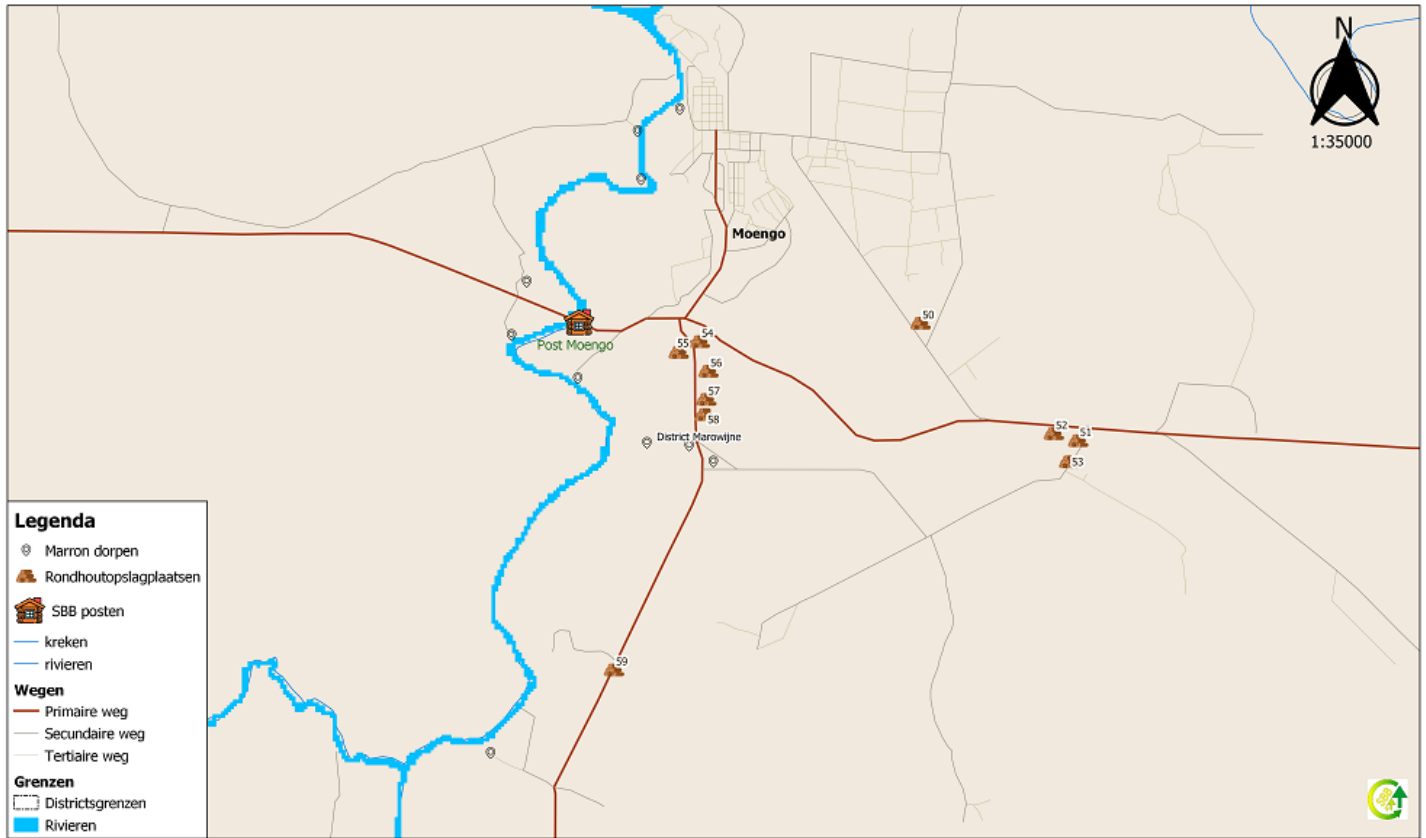 N
1:35000
Moengo
50
54
55
Post Moengo
56
57
58
52
51
District Marowijne
53
59
Legenda
Marron dorpen
Rondhoutopslagplaatsen
SBB posten
kreken
rivieren
Wegen
Primaire weg
Secundaire weg
Tertiaire weg
Grenzen
Districtsgrenzen
Rivieren
SBB